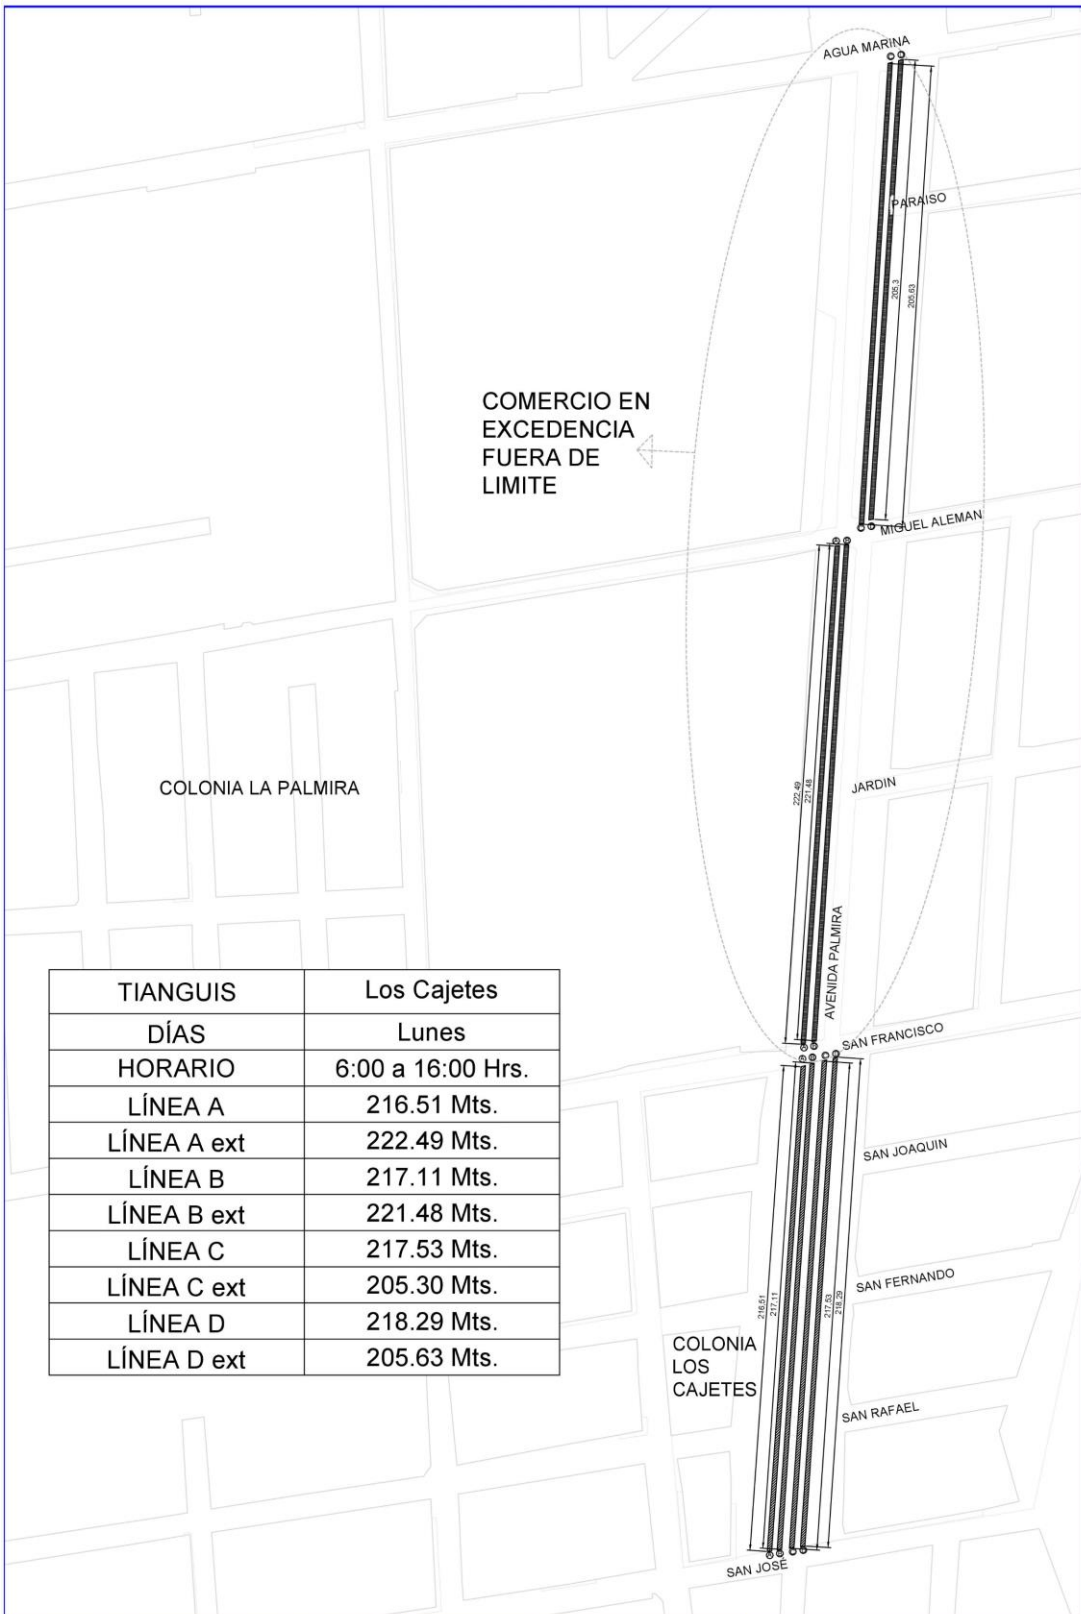 AGUA MARINA
PARAISO
205.3
205.63
COMERCIO EN
EXCEDENCIA
FUERA DE
LIMITE
MIGUEL ALEMAN
222.49
221.48
COLONIA LA PALMIRA
JARDIN
AVENIDA PALMIRA
SAN FRANCISCO
TIANGUIS Los Cajetes
DÍAS Lunes
HORARIO 6:00 a 16:00 Hrs.
LÍNEA A 216.51 Mts.
LÍNEA A ext 222.49 Mts.
LÍNEA B 217.11 Mts.
LÍNEA B ext 221.48 Mts.
LÍNEA C 217.53 Mts.
LÍNEA C ext 205.30 Mts.
LÍNEA D 218.29 Mts.
LÍNEA D ext 205.63 Mts.
SAN JOAQUIN
SAN FERNANDO
216.51
217.11
217.53
218.29
COLONIA
LOS
CAJETES
SAN RAFAEL
SAN JOSÉ